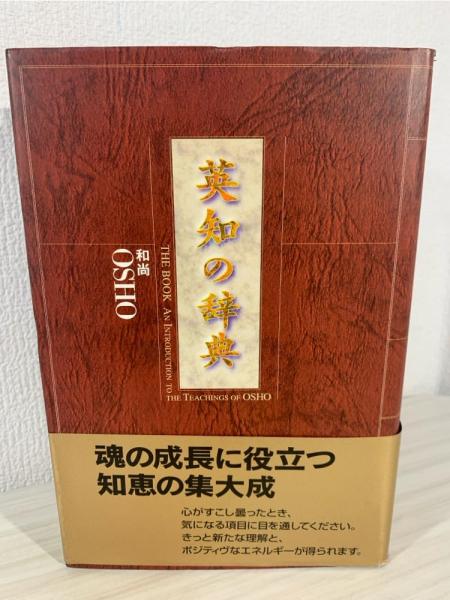 英知の辞典
THE BOOK AN INTRODUCTION TO
THE TEACHINGS OF OSHO
和尚
OSHO
魂の成長に役立つ
知恵の集大成
心がすこし曇ったとき、
気になる項目に目を通してください。
きっと新たな理解と、
ポジティヴなエネルギーが得られます。